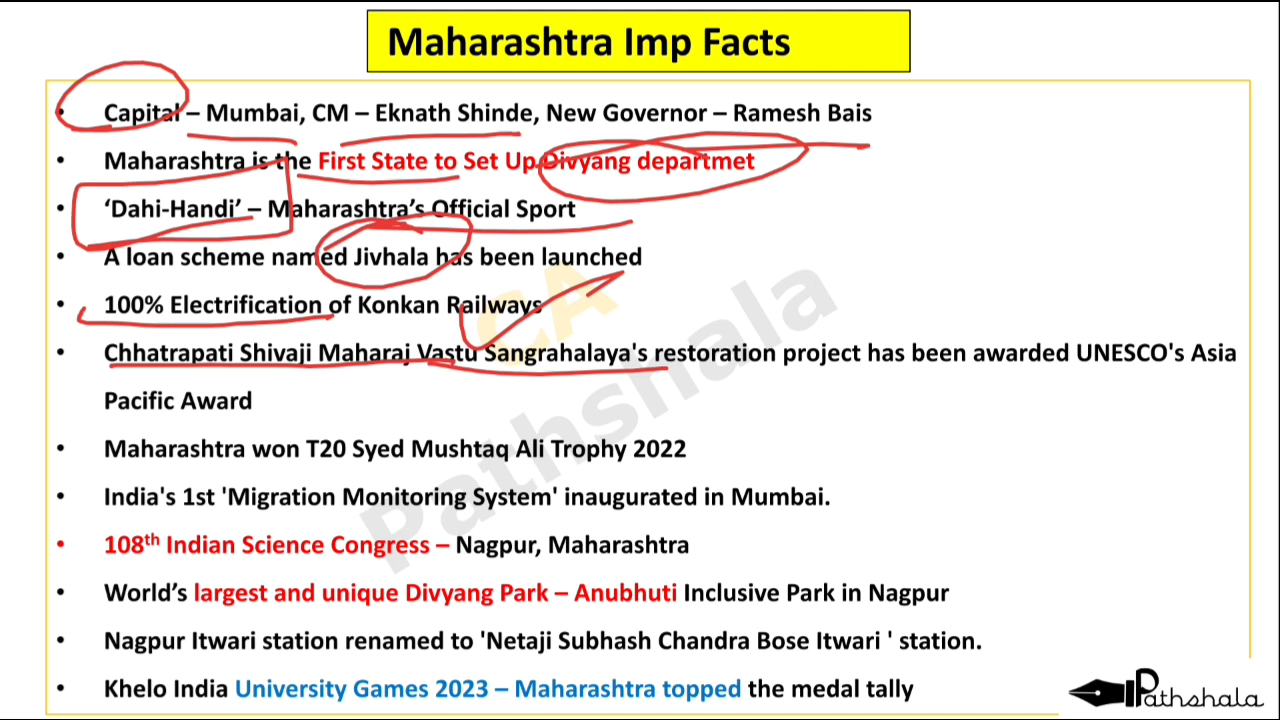 Maharashtra Imp Facts
• Capital – Mumbai, CM – Eknath Shinde, New Governor – Ramesh Bais
• Maharashtra is the First State to Set Up Divyang departmet
• ‘Dahi-Handi’ – Maharashtra’s Official Sport
• A loan scheme named Jivhala has been launched
• 100% Electrification of Konkan Railways
• Chhatrapati Shivaji Maharaj Vastu Sangrahalaya's restoration project has been awarded UNESCO's Asia
Pacific Award
• Maharashtra won T20 Syed Mushtaq Ali Trophy 2022
• India's 1st 'Migration Monitoring System' inaugurated in Mumbai.
• 108th Indian Science Congress – Nagpur, Maharashtra
• World’s largest and unique Divyang Park – Anubhuti Inclusive Park in Nagpur
• Nagpur Itwari station renamed to 'Netaji Subhash Chandra Bose Itwari ' station.
• Khelo India University Games 2023 – Maharashtra topped the medal tally
CA
Pathshala
Pathshala